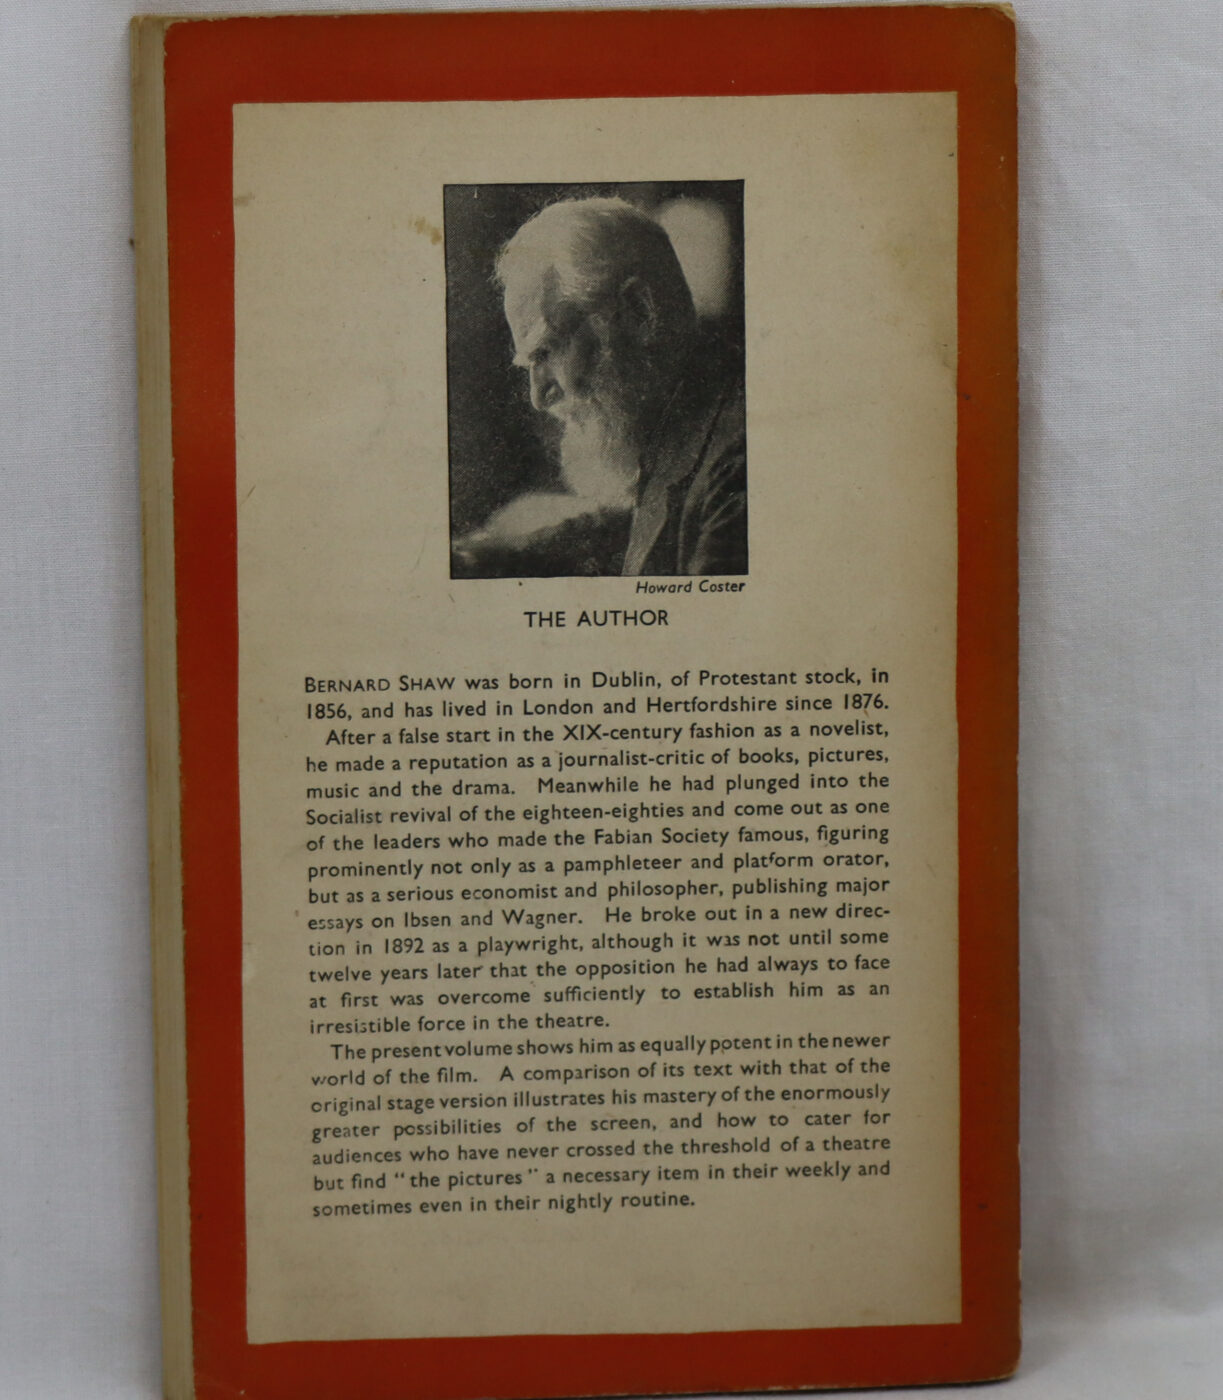 Howard Coster
THE AUTHOR
BERNARD SHAW was born in Dublin, of Protestant stock, in
1856, and has lived in London and Hertfordshire since 1876.
After a false start in the XIX-century fashion as a novelist,
he made a reputation as a journalist-critic of books, pictures,
music and the drama. Meanwhile he had plunged into the
Socialist revival of the eighteen-eighties and come out as one
of the leaders who made the Fabian Society famous, figuring
prominently not only as a pamphleteer and platform orator,
but as a serious economist and philosopher, publishing major
essays on Ibsen and Wagner. He broke out in a new direc-
tion in 1892 as a playwright, although it was not until some
twelve years later that the opposition he had always to face
at first was overcome sufficiently to establish him as an
irresistible force in the theatre.
The present volume shows him as equally potent in the newer
world of the film. A comparison of its text with that of the
original stage version illustrates his mastery of the enormously
greater possibilities of the screen, and how to cater for
audiences who have never crossed the threshold of a theatre
but find "the pictures" a necessary item in their weekly and
sometimes even in their nightly routine.